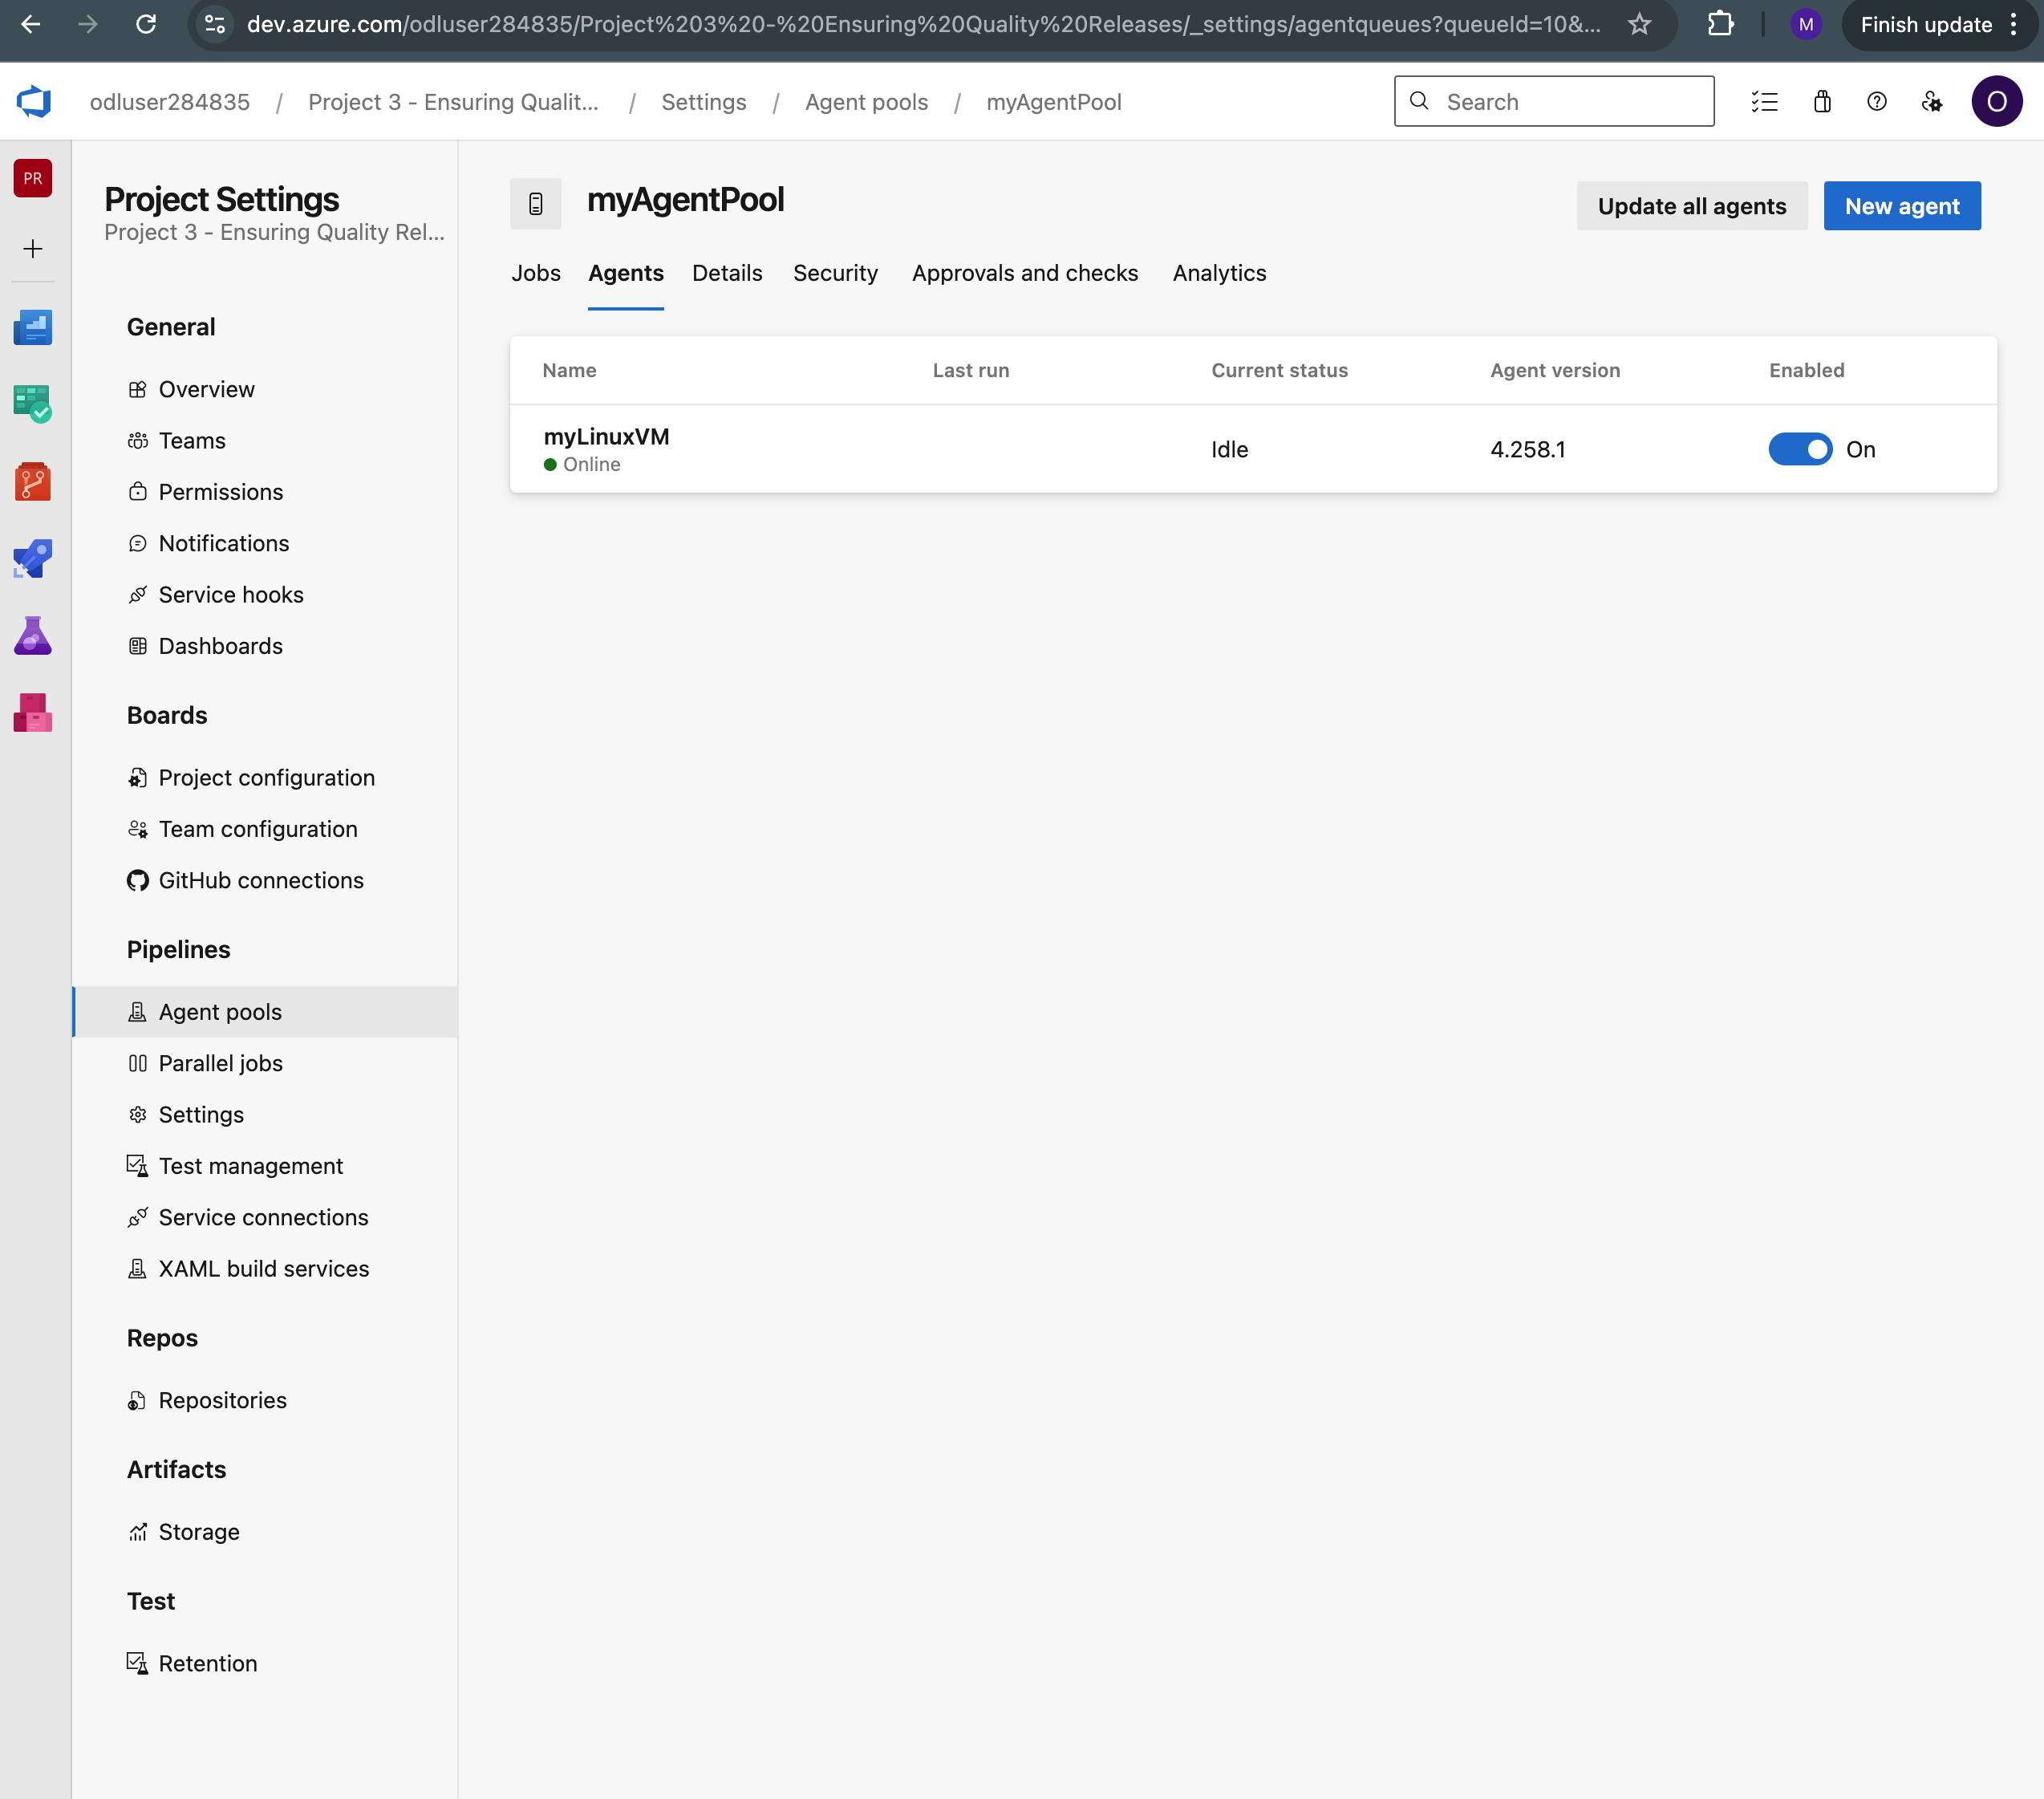 dev.azure.com/odluser284835/Project%203%20-%20Ensuring%20Quality%20Releases/_settings/agentqueues?queueId=10&...
M
Finish update
odluser284835 / Project 3 - Ensuring Qualit... / Settings / Agent pools / myAgentPool
Search
O
PR
Project Settings
Project 3 - Ensuring Quality Rel...
General
Overview
Teams
Permissions
Notifications
Service hooks
Dashboards
Boards
Project configuration
Team configuration
GitHub connections
Pipelines
Agent pools
Parallel jobs
Settings
Test management
Service connections
XAML build services
Repos
Repositories
Artifacts
Storage
Test
Retention
myAgentPool
Update all agents
New agent
Jobs Agents Details Security Approvals and checks Analytics
Name Last run Current status Agent version Enabled
myLinuxVM
Online
Idle 4.258.1 On